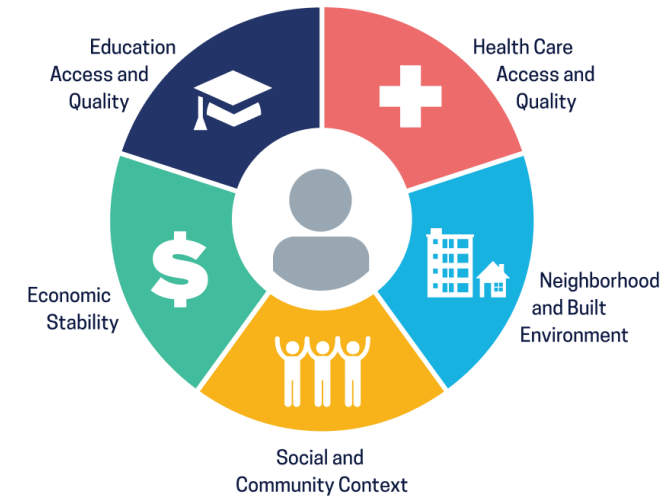 Education
Access and
Quality
Health Care
Access and
Quality
Economic
Stability
Neighborhood
and Built
Environment
Social and
Community Context